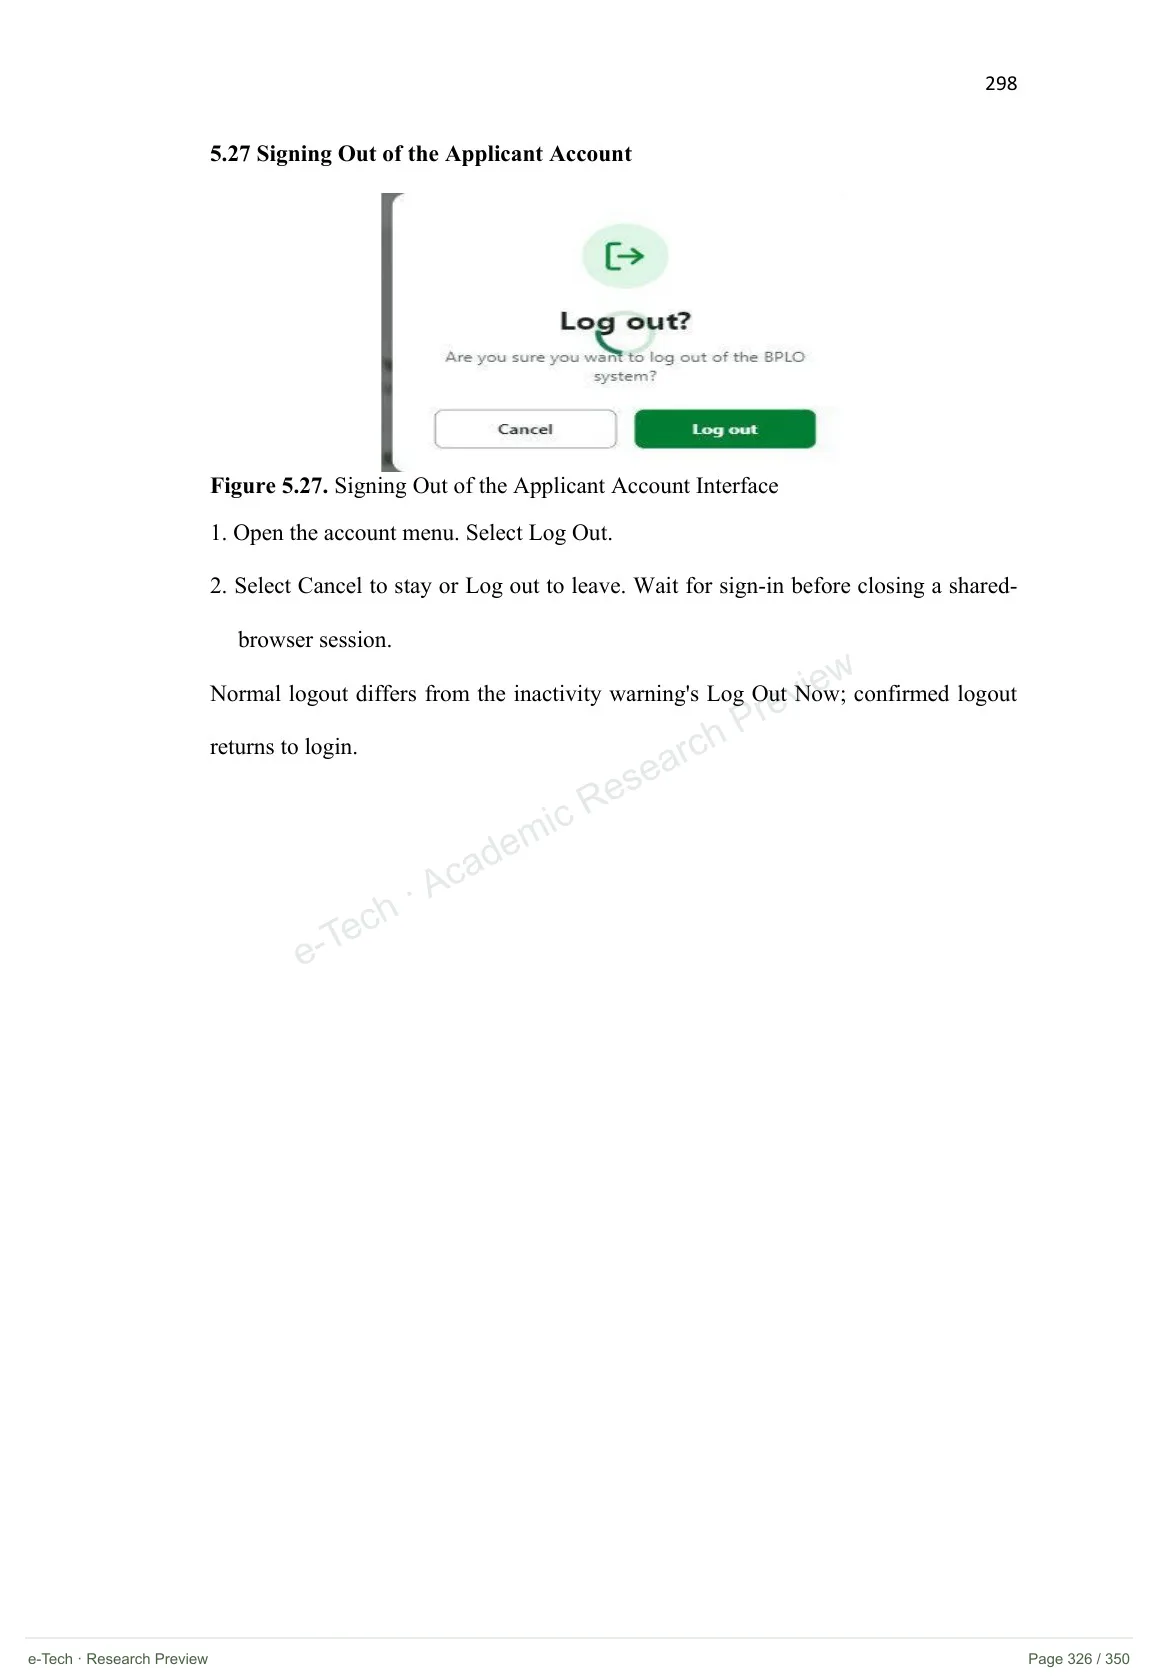 298
5.27 Signing Out of the Applicant Account
Log out?
Are you sure you want to log out of the BPLO
system?
Cancel
Log out
Figure 5.27. Signing Out of the Applicant Account Interface
1. Open the account menu. Select Log Out.
2. Select Cancel to stay or Log out to leave. Wait for sign-in before closing a shared-
browser session.
Normal logout differs from the inactivity warning's Log Out Now; confirmed logout
returns to login.
e-Tech · Academic Research Preview
e-Tech · Research Preview
Page 326 / 350